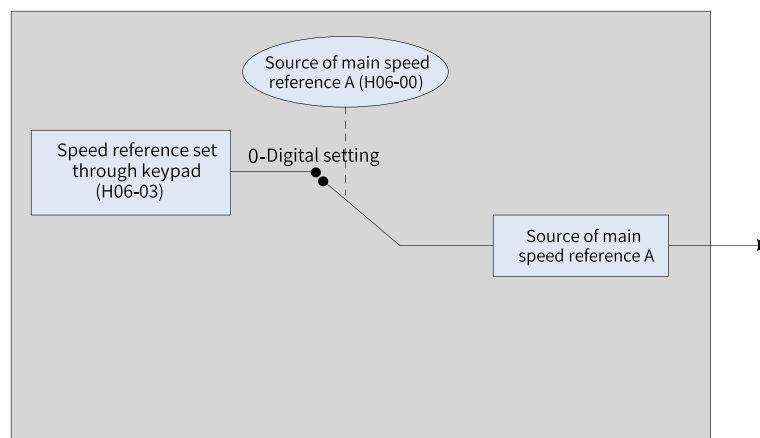 Source of main speed
reference A (H06-00)
Speed reference set
through keypad
(H06-03)
0-Digital setting
Source of main
speed reference A